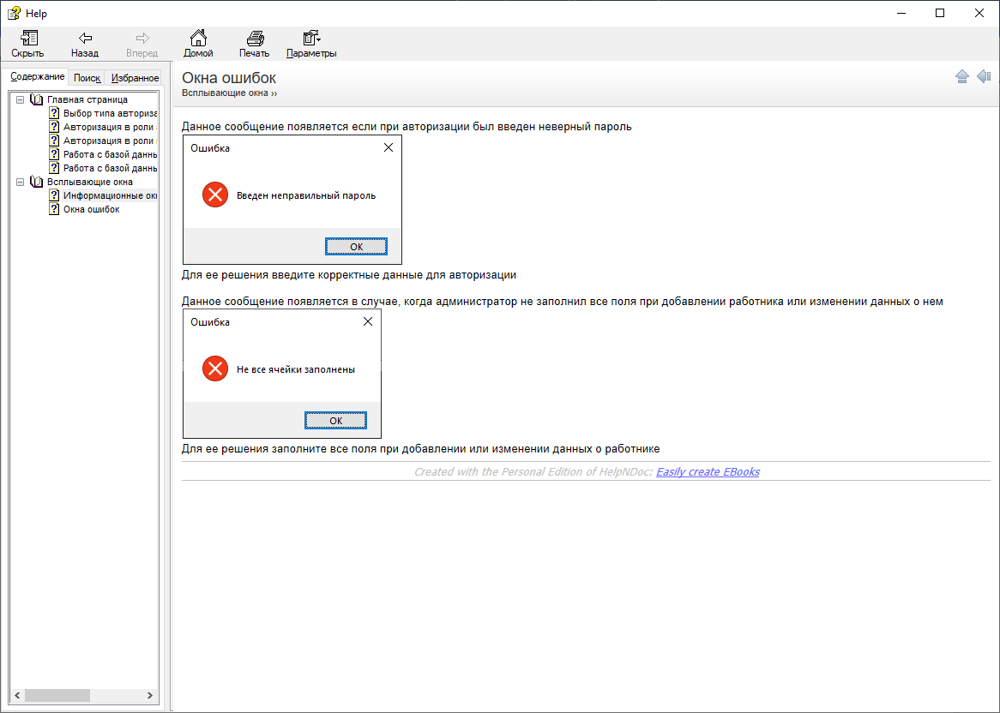 Help
Скрыть Назад Вперед Домой Печать Параметры
Содержание Поиск Избранное
Главная страница
Выбор типа авториза
Авторизация в роли
Авторизация в роли
Работа с базой данны
Работа с базой данны
Всплывающие окна
Информационные ок
Окна ошибок
Окна ошибок
Всплывающие окна ››
Данное сообщение появляется если при авторизации был введен неверный пароль
Ошибка
Введен неправильный пароль
ОК
Для ее решения введите корректные данные для авторизации
Данное сообщение появляется в случае, когда администратор не заполнил все поля при добавлении работника или изменении данных о нем
Ошибка
Не все ячейки заполнены
ОК
Для ее решения заполните все поля при добавлении или изменении данных о работнике
Created with the Personal Edition of HelpNDoc: Easily create EBooks